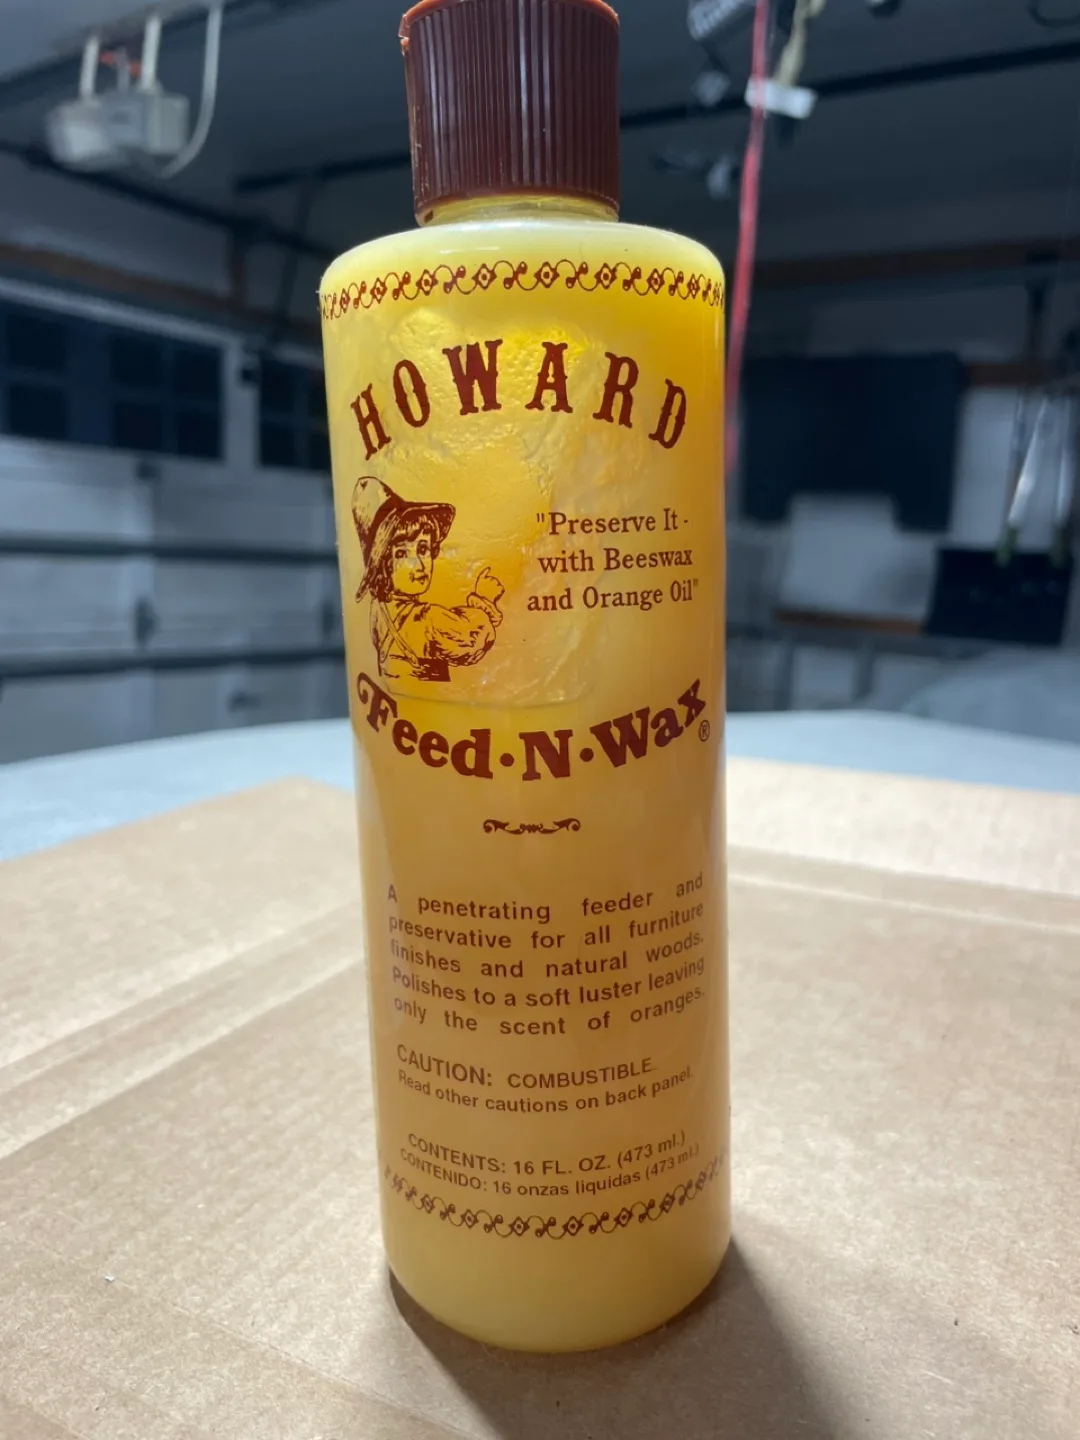 HOWARD
"Preserve It -
with Beeswax
and Orange Oil"
Feed·N·Wax®
A penetrating feeder and
preservative for all furniture
finishes and natural woods.
Polishes to a soft luster leaving
only the scent of oranges.
CAUTION: COMBUSTIBLE.
Read other cautions on back panel.
CONTENTS: 16 FL. OZ. (473 ml.)
CONTENIDO: 16 onzas liquidas (473 ml.)